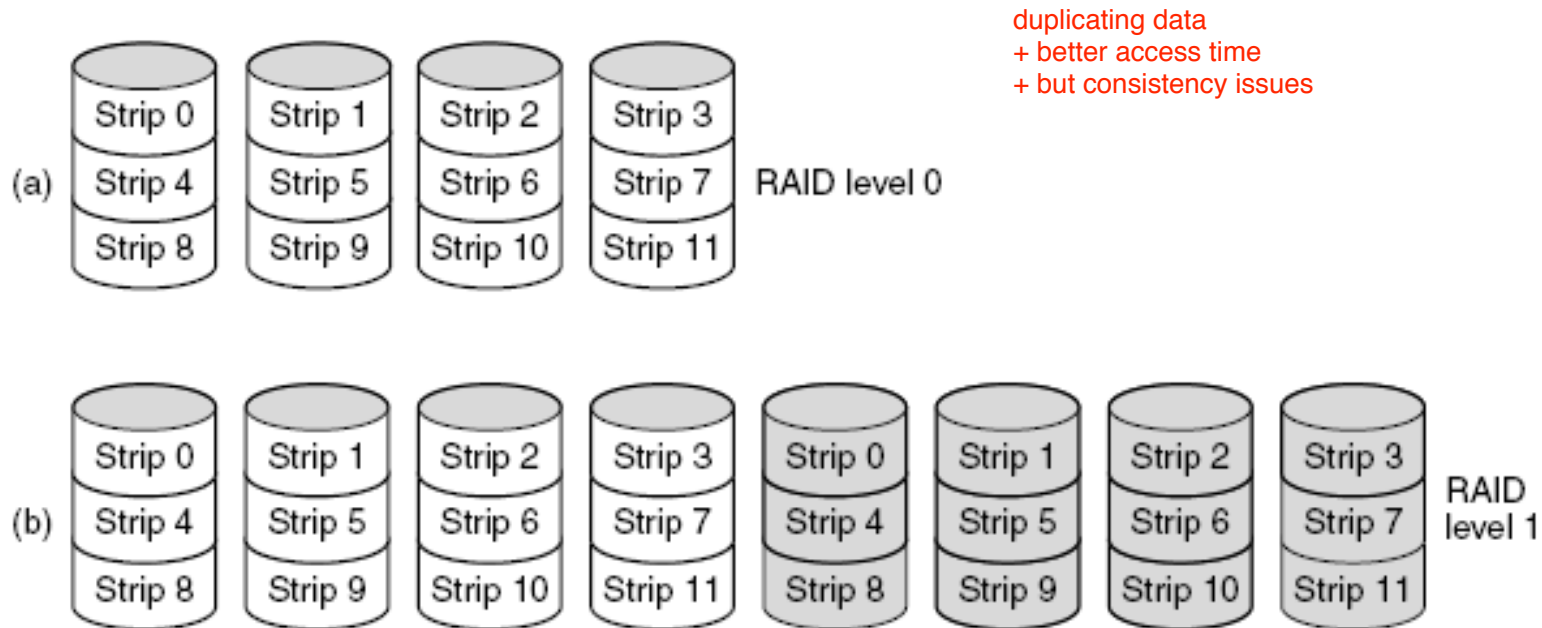 duplicating data
+ better access time
+ but consistency issues
Strip 0 Strip 1 Strip 2 Strip 3
(a) Strip 4 Strip 5 Strip 6 Strip 7 RAID level 0
Strip 8 Strip 9 Strip 10 Strip 11
Strip 0 Strip 1 Strip 2 Strip 3 Strip 0 Strip 1 Strip 2 Strip 3
(b) Strip 4 Strip 5 Strip 6 Strip 7 Strip 4 Strip 5 Strip 6 Strip 7 RAID
level 1
Strip 8 Strip 9 Strip 10 Strip 11 Strip 8 Strip 9 Strip 10 Strip 11